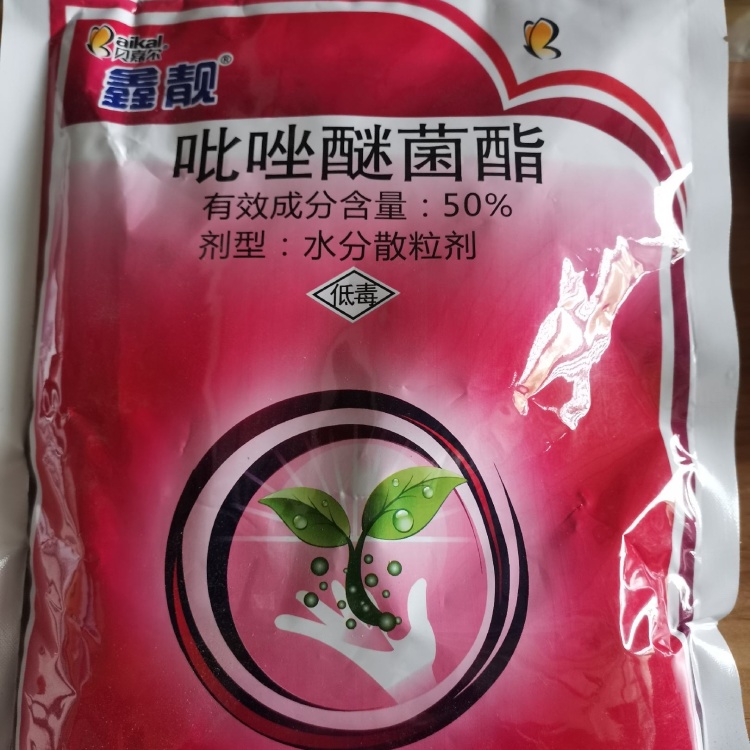 aikal®
贝嘉尔
鑫靓®
吡唑醚菌酯
有效成分含量：50%
剂型：水分散粒剂
低毒